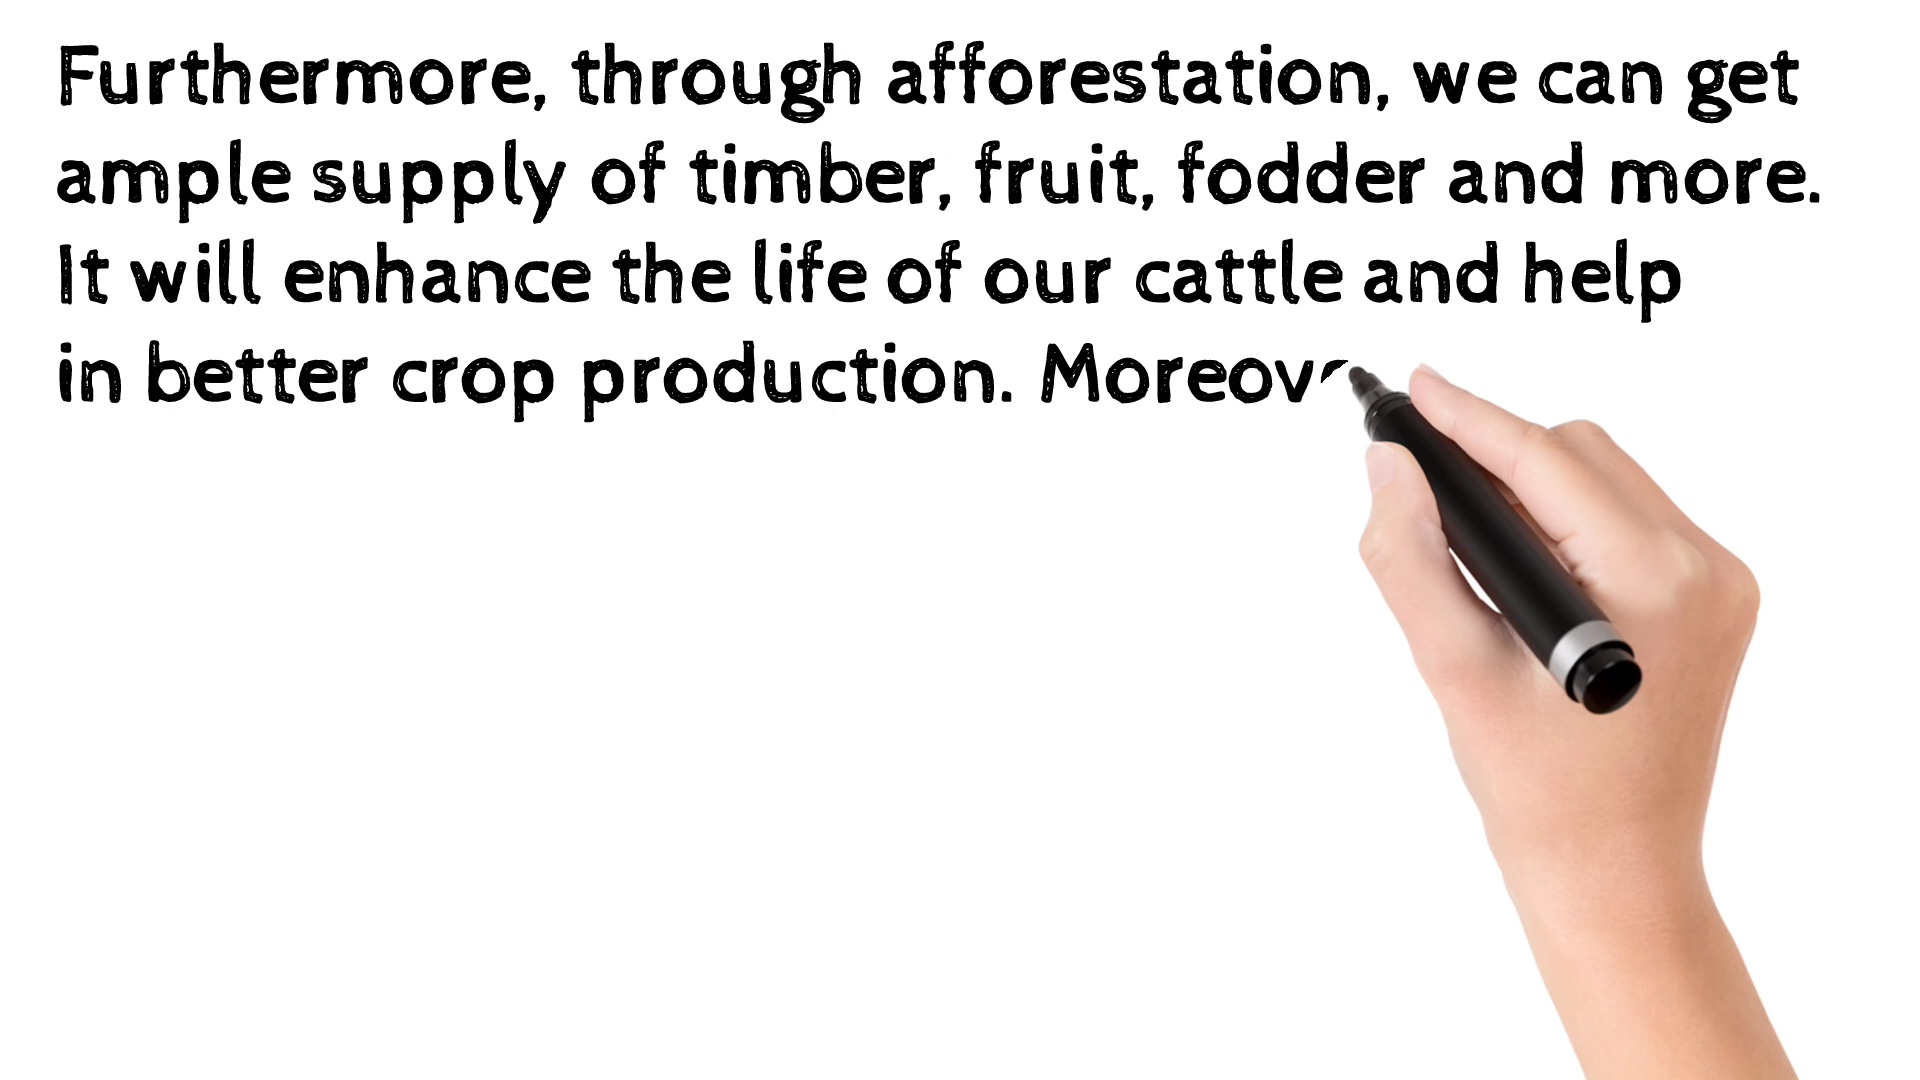 Furthermore, through afforestation, we can get
ample supply of timber, fruit, fodder and more.
It will enhance the life of our cattle and help
in better crop production.